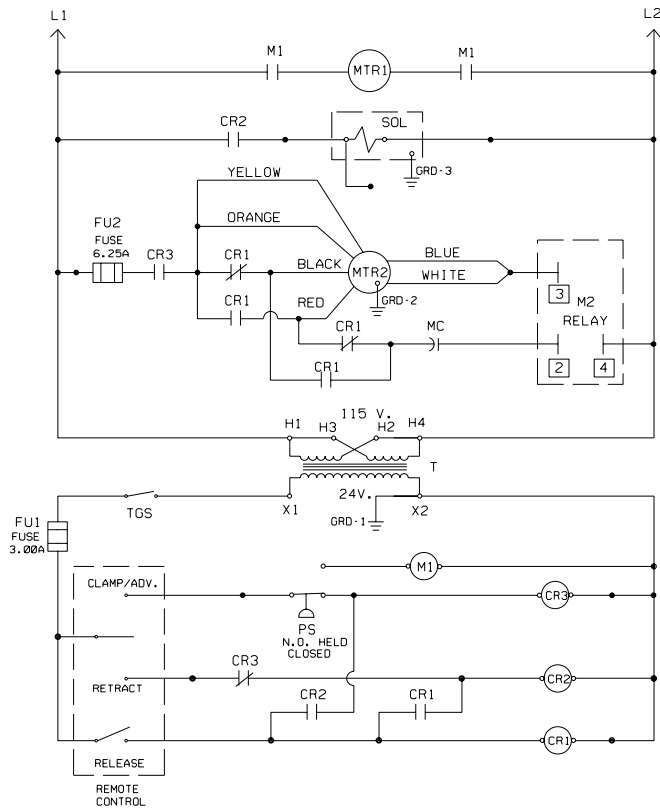 L1
L2
M1
MTR1
M1
CR2
SOL
GRD-3
YELLOW
ORANGE
FU2
FUSE
6.25A
CR3
CR1
BLACK
MTR2
BLUE
WHITE
GRD-2
CR1
RED
CR1
MC
CR1
3
M2
RELAY
2
4
115 V.
H1
H3
H2
H4
T
24V.
X1
X2
GRD-1
TGS
FU1
FUSE
3.00A
M1
CLAMP/ADV.
CR3
PS
N.O. HELD
CLOSED
RETRACT
CR3
CR2
CR2
CR1
CR1
RELEASE
REMOTE
CONTROL